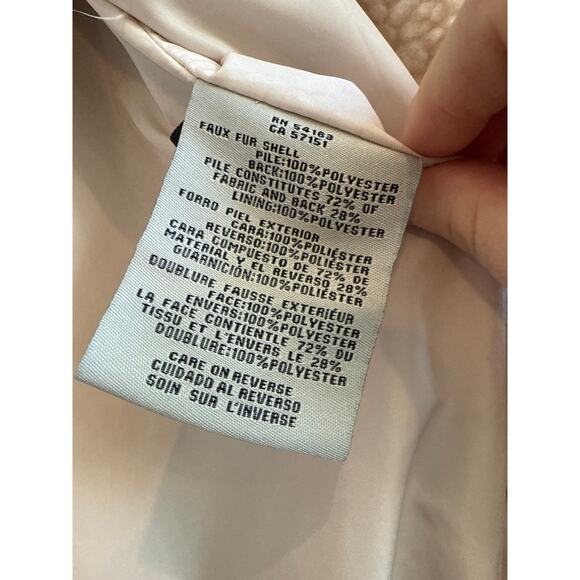 RN 54163
CA 57151
FAUX FUR SHELL
PILE:100%POLYESTER
BACK:100%POLYESTER
PILE CONSTITUTES 72% OF
FABRIC AND BACK 28%
LINING:100%POLYESTER
FORRO PIEL EXTERIOR
CARA:100%POLIÉSTER
REVERSO:100%POLIÉSTER
CARA COMPUESTO DE 72% DE
MATERIAL Y EL REVERSO 28%
GUARNICIÓN:100%POLIÉSTER
DOUBLURE FAUSSE EXTERIÉUR
FACE:100%POLYESTER
ENVERS:100%POLYESTER
LA FACE CONTIENTLE 72% DU
TISSU ET L'ENVERS LE 28%
DOUBLURE:100%POLYESTER
CARE ON REVERSE
CUIDADO AL REVERSO
SOIN SUR L'INVERSE